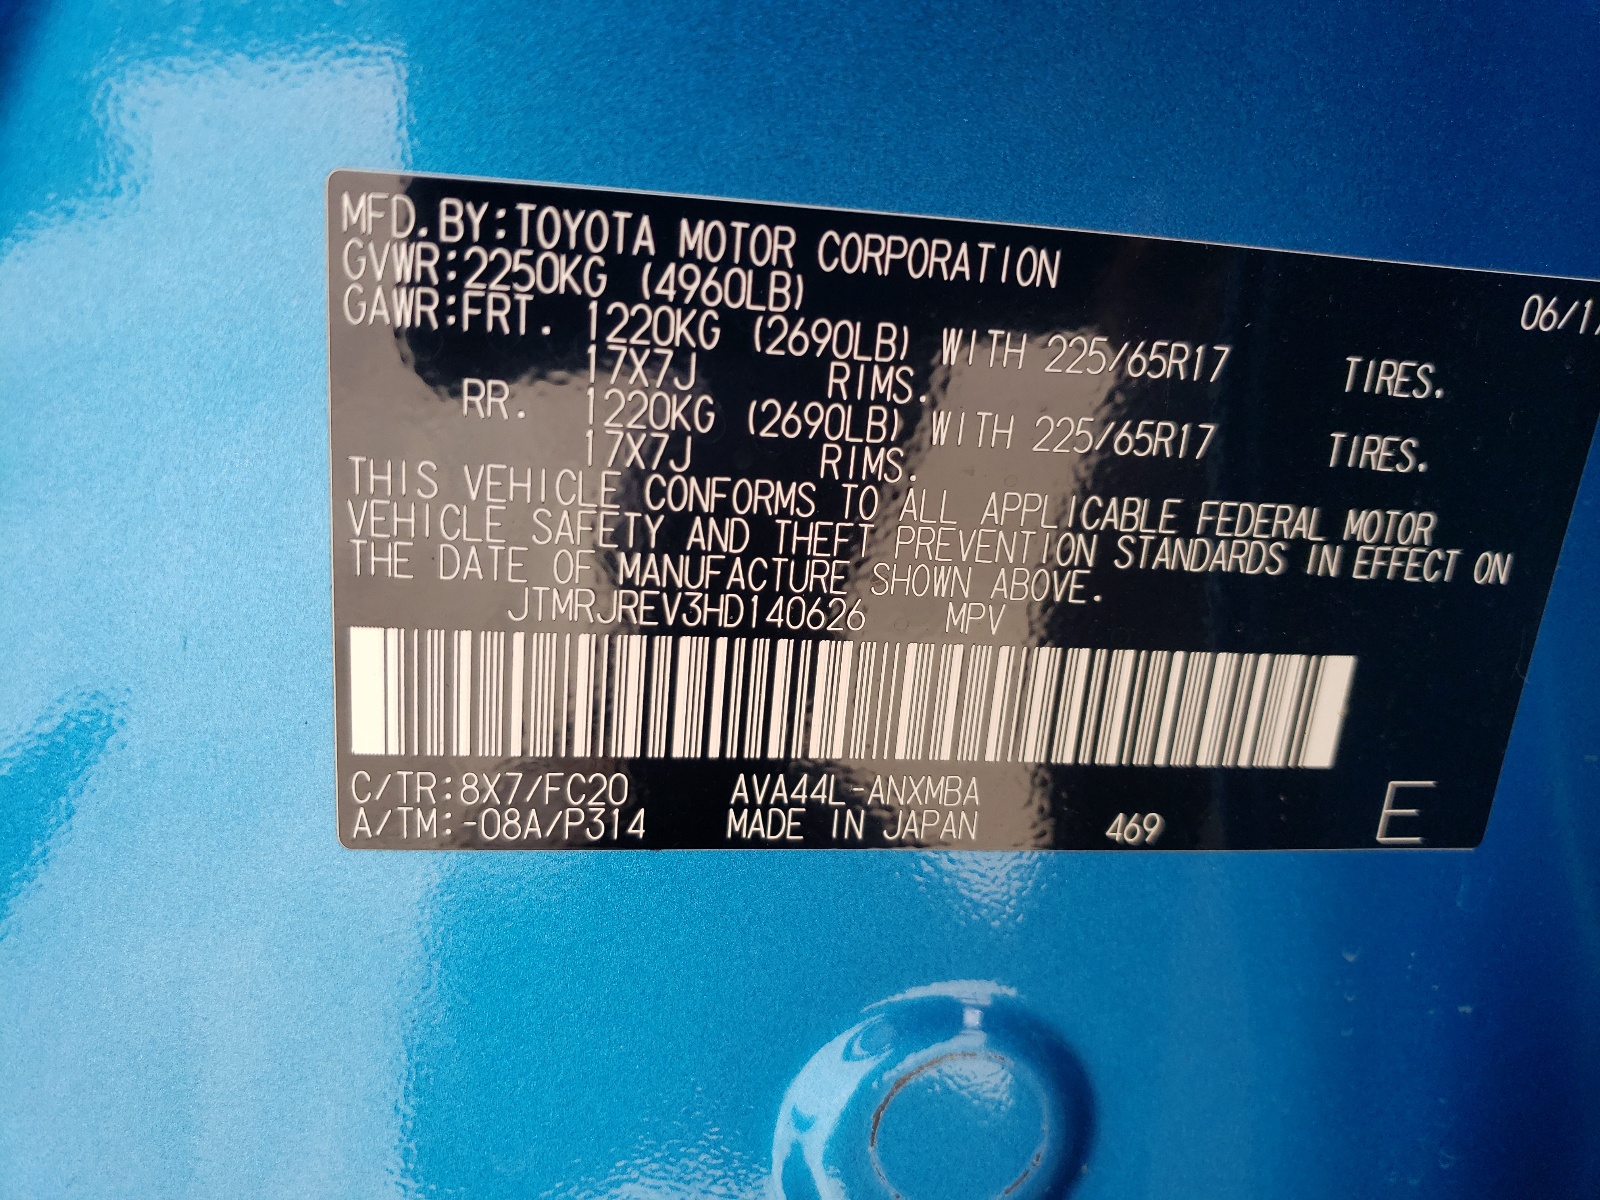 MFD.BY:TOYOTA MOTOR CORPORATION 06/17
GVWR:2250KG (4960LB)
GAWR:FRT. 1220KG (2690LB) WITH 225/65R17 TIRES.
17X7J RIMS.
RR. 1220KG (2690LB) WITH 225/65R17 TIRES.
17X7J RIMS.
THIS VEHICLE CONFORMS TO ALL APPLICABLE FEDERAL MOTOR
VEHICLE SAFETY AND THEFT PREVENTION STANDARDS IN EFFECT ON
THE DATE OF MANUFACTURE SHOWN ABOVE.
JTMRJREV3HD140626 MPV
C/TR:8X7/FC20 AVA44L-ANXMBA
A/TM:-08A/P314 MADE IN JAPAN 469 E